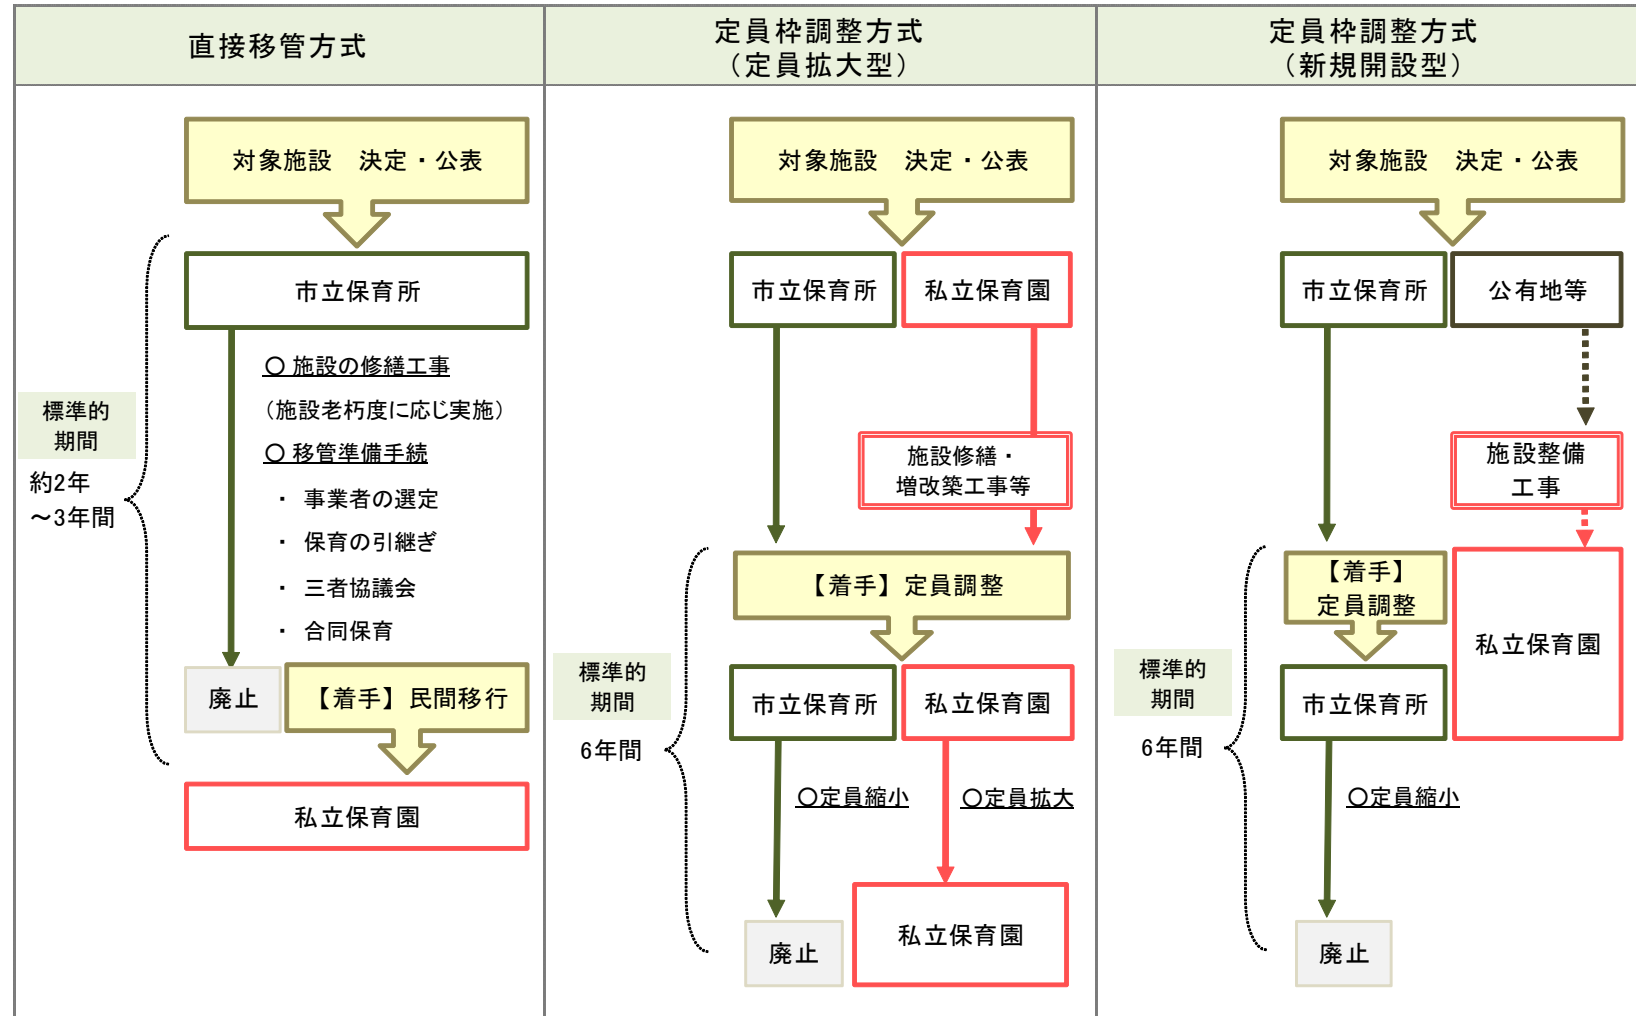 直接移管方式
対象施設　決定・公表
市立保育所
〇 施設の修繕工事
（施設老朽度に応じ実施）
〇 移管準備手続
・ 事業者の選定
・ 保育の引継ぎ
・ 三者協議会
・ 合同保育
標準的
期間
約2年
～3年間
廃止
【着手】民間移行
私立保育園
定員枠調整方式
（定員拡大型）
対象施設　決定・公表
市立保育所
私立保育園
施設修繕・
増改築工事等
【着手】定員調整
標準的
期間
6年間
市立保育所
私立保育園
〇定員縮小
〇定員拡大
廃止
私立保育園
定員枠調整方式
（新規開設型）
対象施設　決定・公表
市立保育所
公有地等
施設整備
工事
【着手】
定員調整
私立保育園
標準的
期間
6年間
市立保育所
〇定員縮小
廃止